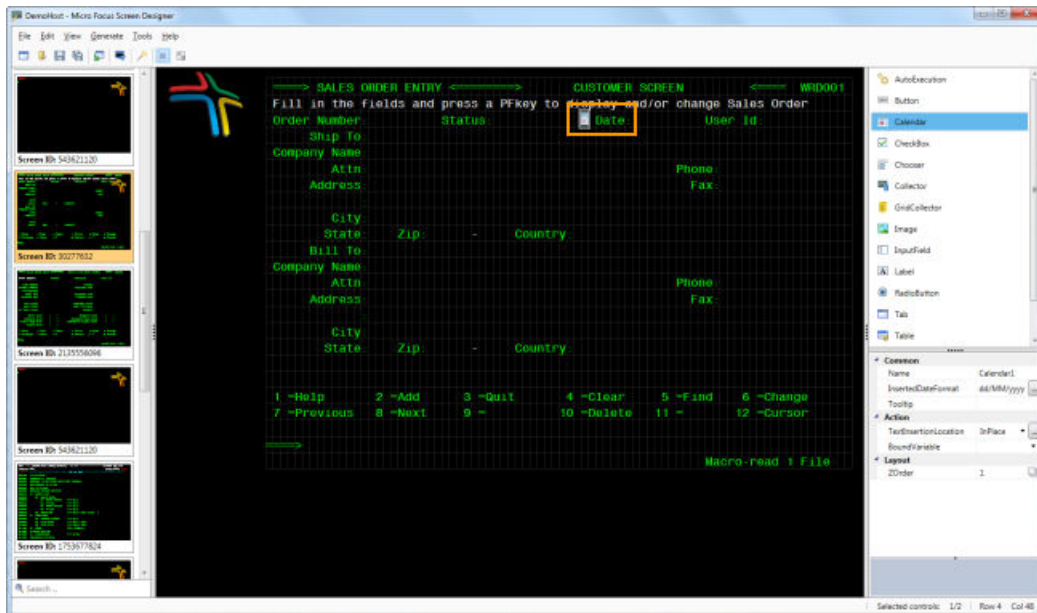 DemoHost - Micro Focus Screen Designer
File Edit View Generate Tools Help
Screen ID: 543621120
Screen ID: 30277632
Screen ID: 2135556096
Screen ID: 543621120
Screen ID: 1753677824
Search ...
===> SALES ORDER ENTRY <======> CUSTOMER SCREEN <==== WRD001
Fill in the fields and press a PFkey to display and/or change Sales Order
Order Number: Status: Date: User Id:
Ship To
Company Name:
Attn: Phone:
Address: Fax:
City:
State: Zip: - Country:
Bill To:
Company Name:
Attn: Phone:
Address: Fax:
City:
State: Zip: - Country:
1 =Help 2 =Add 3 =Quit 4 =Clear 5 =Find 6 =Change
7 =Previous 8 =Next 9 = 10 =Delete 11 = 12 =Cursor
====>
Macro-read 1 File
AutoExecution
Button
Calendar
CheckBox
Chooser
Collector
GridCollector
Image
InputField
Label
RadioButton
Tab
Table
Common
Name Calendar1
InsertedDateFormat dd/MM/yyyy ...
Tooltip
Action
TextInsertionLocation InPlace ...
BoundVariable
Layout
ZOrder 1
Selected controls: 1/2 Row 4 Col 48